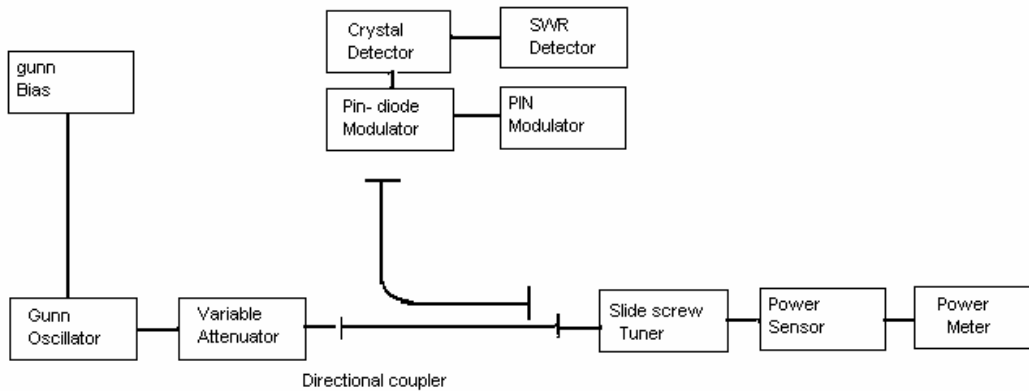 Crystal
Detector
SWR
Detector
gunn
Bias
Pin- diode
Modulator
PIN
Modulator
Gunn
Oscillator
Variable
Attenuator
Slide screw
Tuner
Power
Sensor
Power
Meter
Directional coupler